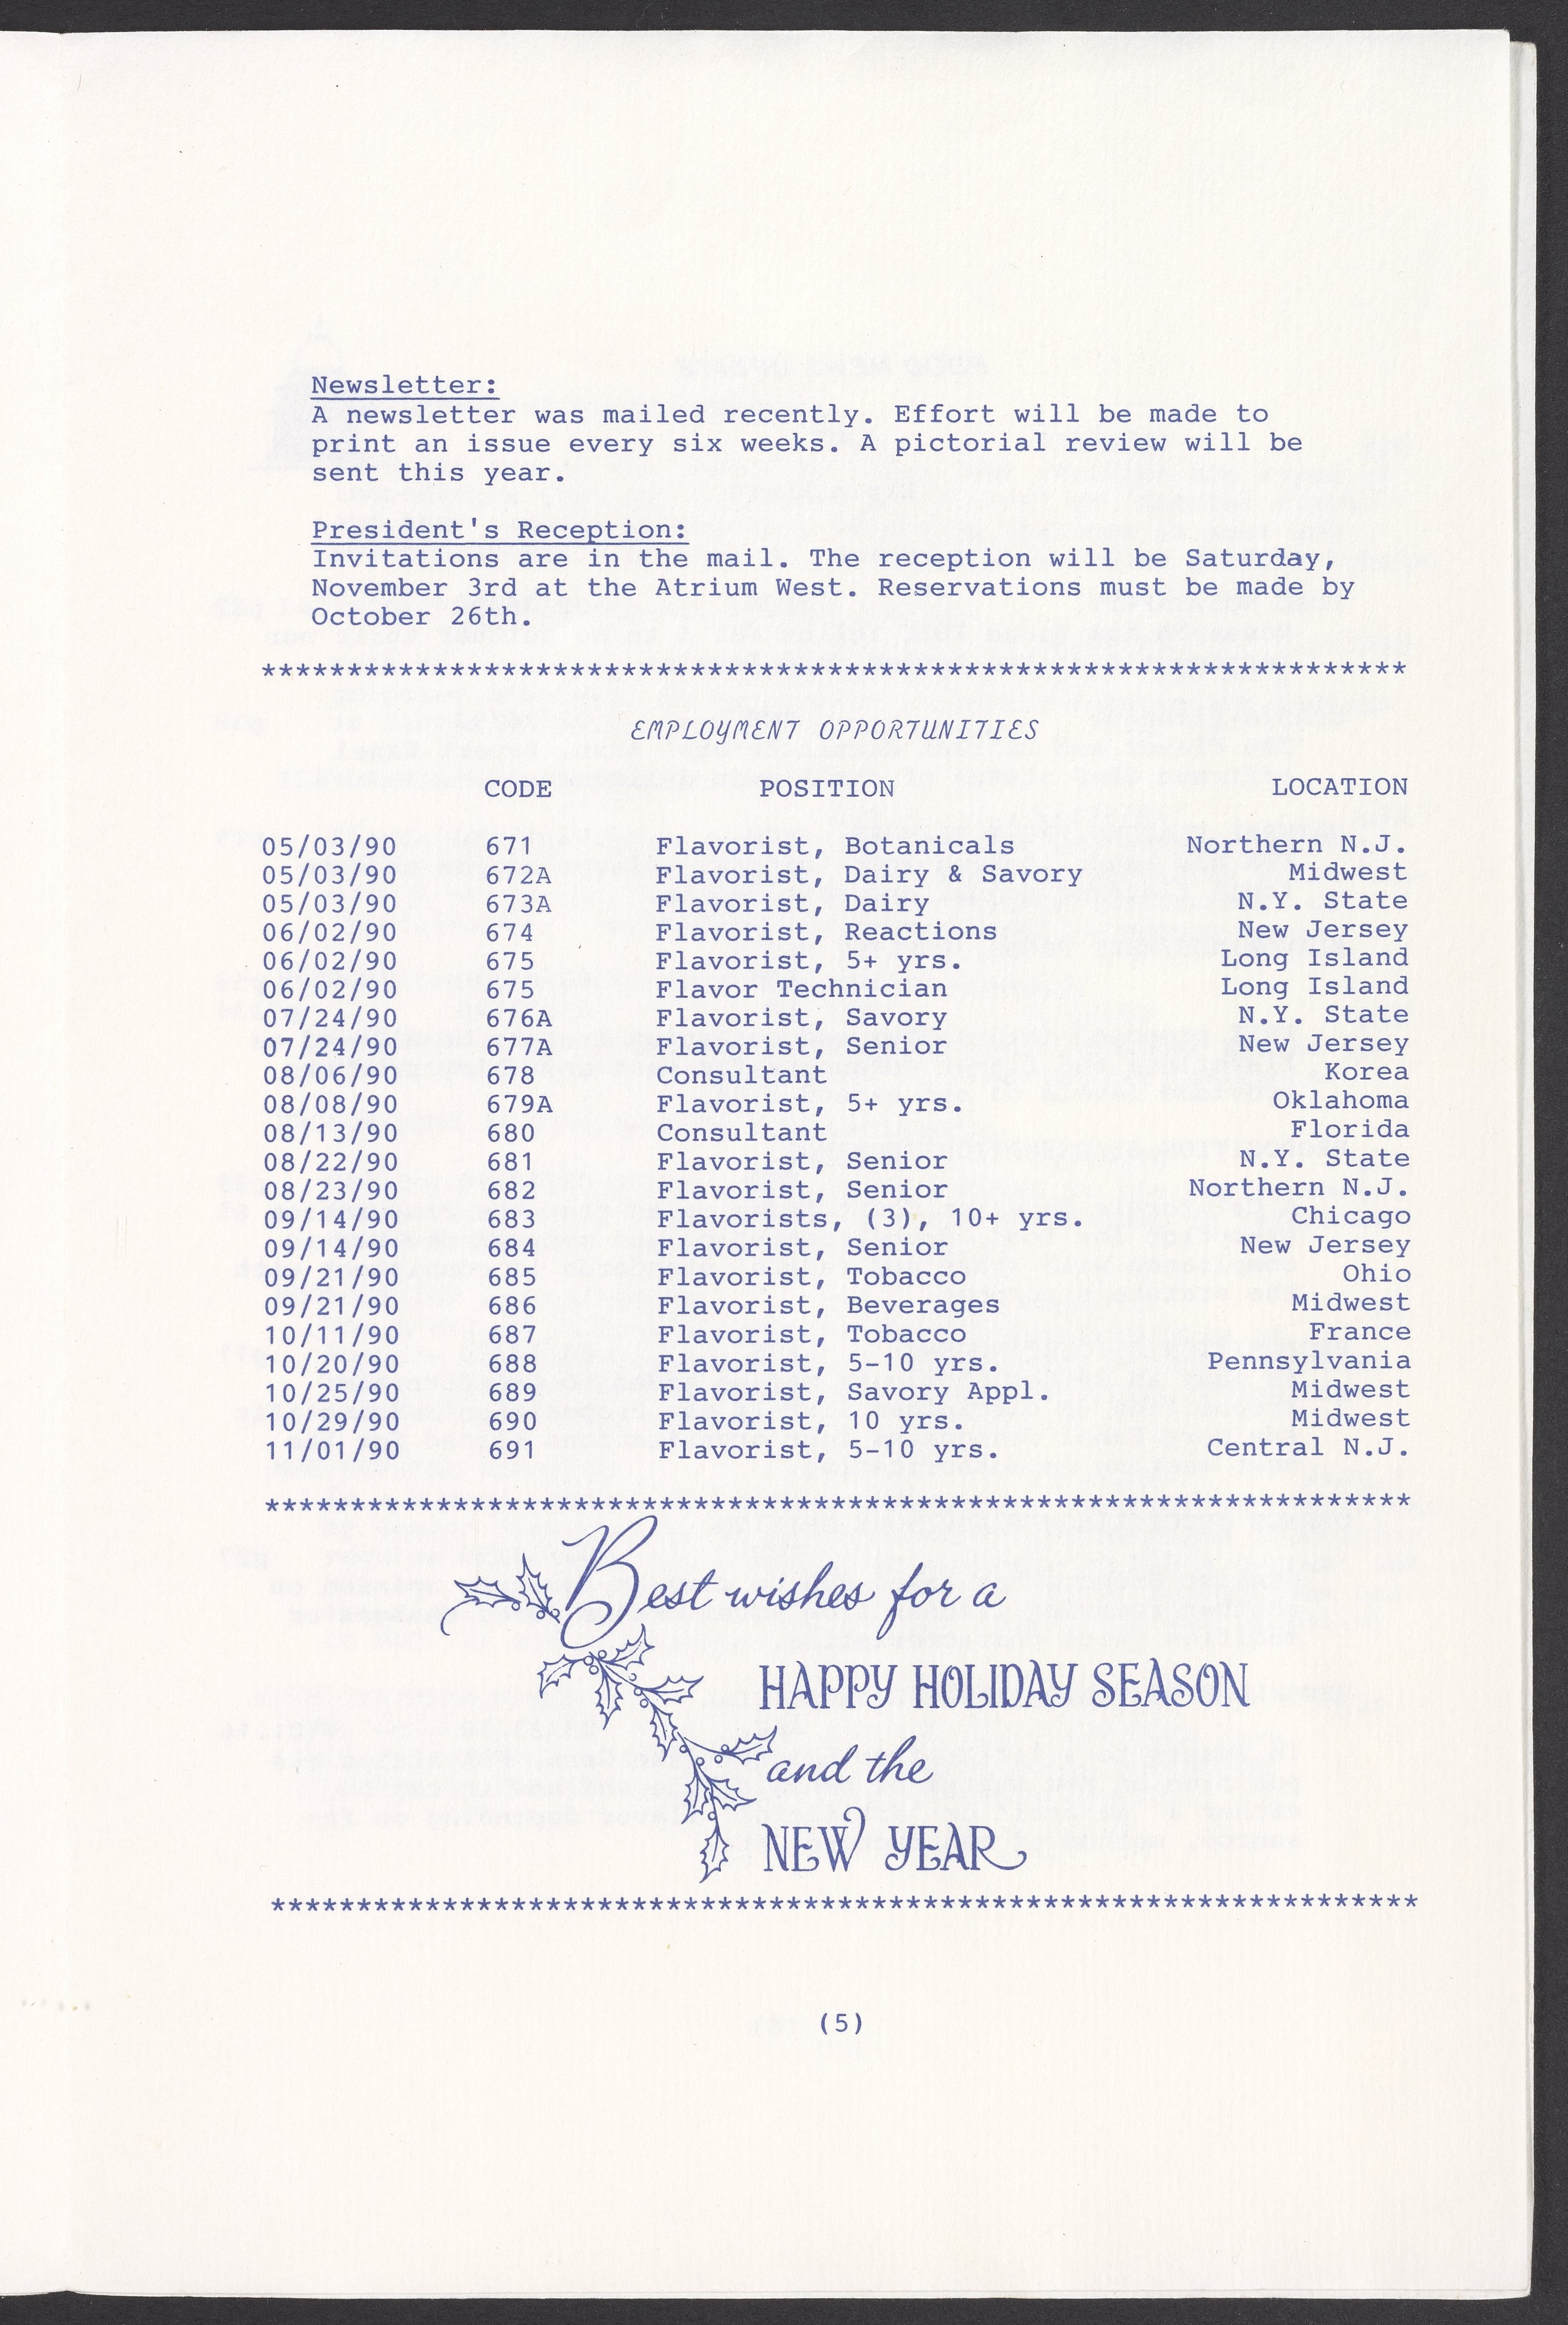 Newsletter:
A newsletter was mailed recently. Effort will be made to
print an issue every six weeks. A pictorial review will be
sent this year.
President's Reception:
Invitations are in the mail. The reception will be Saturday,
November 3rd at the Atrium West. Reservations must be made by
October 26th.
*******************************************************************
EMPLOYMENT OPPORTUNITIES
CODE POSITION LOCATION
05/03/90 671 Flavorist, Botanicals Northern N.J.
05/03/90 672A Flavorist, Dairy & Savory Midwest
05/03/90 673A Flavorist, Dairy N.Y. State
06/02/90 674 Flavorist, Reactions New Jersey
06/02/90 675 Flavorist, 5+ yrs. Long Island
06/02/90 675 Flavor Technician Long Island
07/24/90 676A Flavorist, Savory N.Y. State
07/24/90 677A Flavorist, Senior New Jersey
08/06/90 678 Consultant Korea
08/08/90 679A Flavorist, 5+ yrs. Oklahoma
08/13/90 680 Consultant Florida
08/22/90 681 Flavorist, Senior N.Y. State
08/23/90 682 Flavorist, Senior Northern N.J.
09/14/90 683 Flavorists, (3), 10+ yrs. Chicago
09/14/90 684 Flavorist, Senior New Jersey
09/21/90 685 Flavorist, Tobacco Ohio
09/21/90 686 Flavorist, Beverages Midwest
10/11/90 687 Flavorist, Tobacco France
10/20/90 688 Flavorist, 5-10 yrs. Pennsylvania
10/25/90 689 Flavorist, Savory Appl. Midwest
10/29/90 690 Flavorist, 10 yrs. Midwest
11/01/90 691 Flavorist, 5-10 yrs. Central N.J.
*******************************************************************
Best wishes for a
HAPPY HOLIDAY SEASON
and the
NEW YEAR
*******************************************************************
(5)